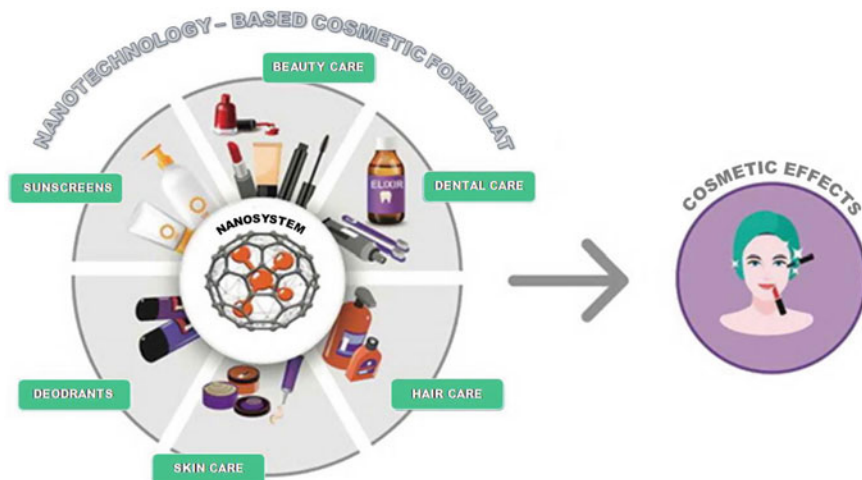 NANOTECHNOLOGY – BASED COSMETIC FORMULAT
BEAUTY CARE
SUNSCREENS
DENTAL CARE
ELIXIR
NANOSYSTEM
DEODRANTS
HAIR CARE
SKIN CARE
COSMETIC EFFECTS